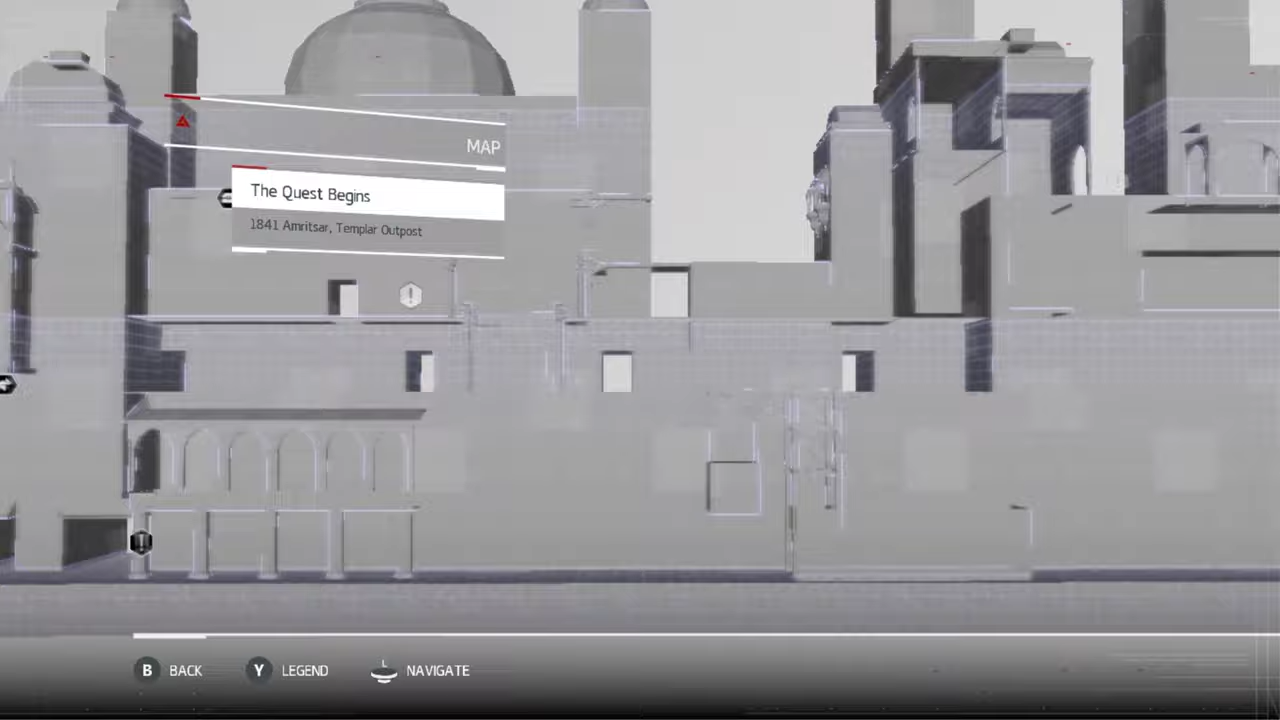 MAP
The Quest Begins
1841 Amritsar, Templar Outpost
B BACK Y LEGEND L NAVIGATE